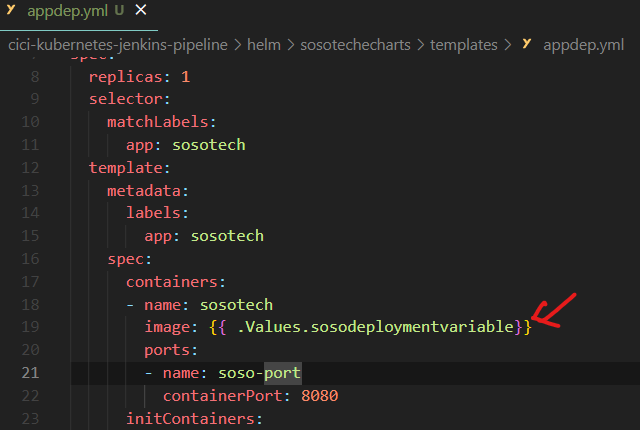 appdep.yml U X
cici-kubernetes-jenkins-pipeline > helm > sosotechecharts > templates > appdep.yml
8 replicas: 1
9 selector:
10 matchLabels:
11 app: sosotech
12 template:
13 metadata:
14 labels:
15 app: sosotech
16 spec:
17 containers:
18 - name: sosotech
19 image: {{ .Values.sosodeploymentvariable}}
20 ports:
21 - name: soso-port
22 containerPort: 8080
23 initContainers: